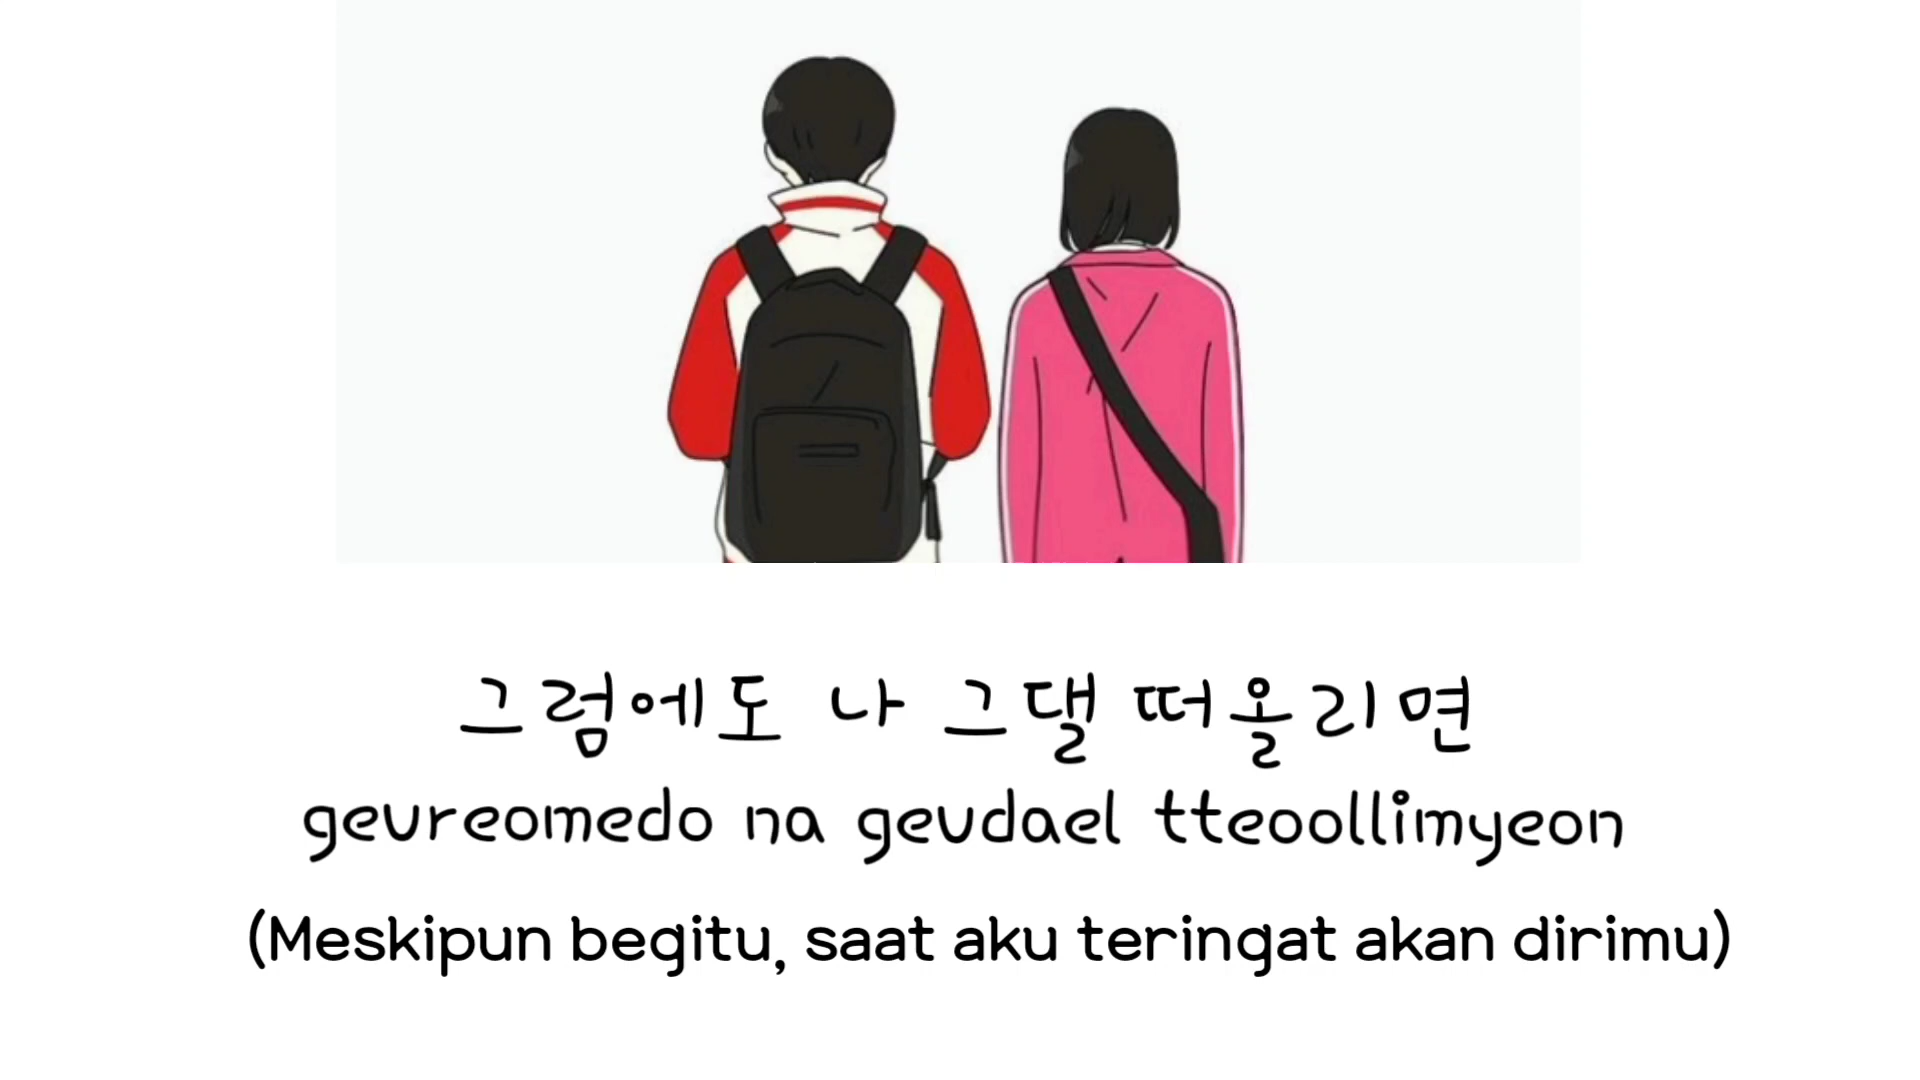 그럼에도 나 그댈 떠올리면
geureomedo na geudael tteoollimyeon
(Meskipun begitu, saat aku teringat akan dirimu)